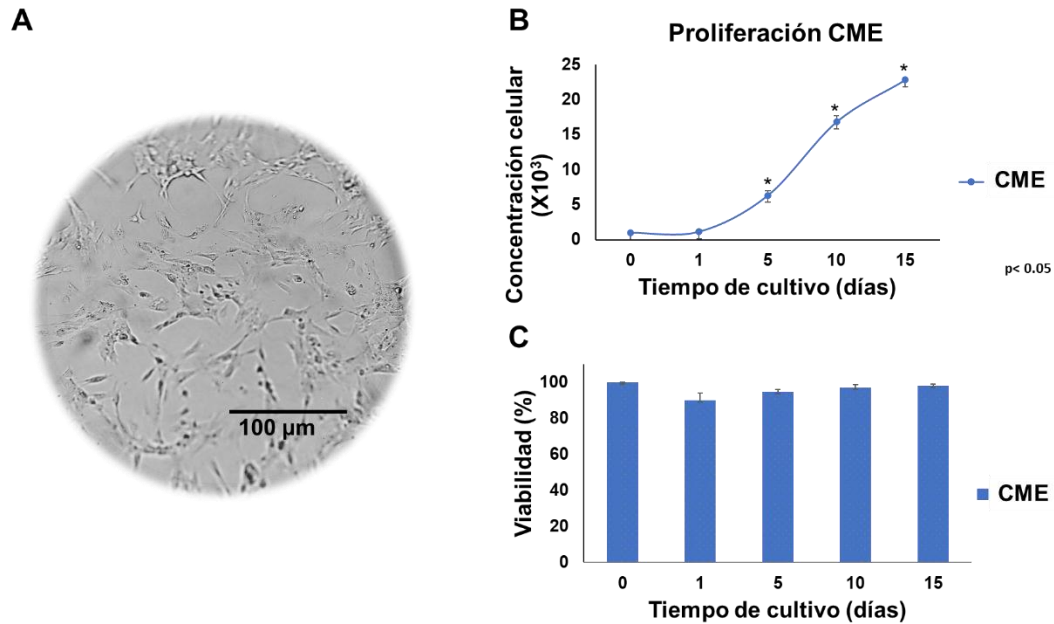 A
100 µm
B
Proliferación CME
Concentración celular
(X10³)
25
20
15
10
5
0
*
*
*
*
0 1 5 10 15
Tiempo de cultivo (días)
CME
p< 0.05
C
Viabilidad (%)
100
80
60
40
20
0
0 1 5 10 15
Tiempo de cultivo (días)
CME